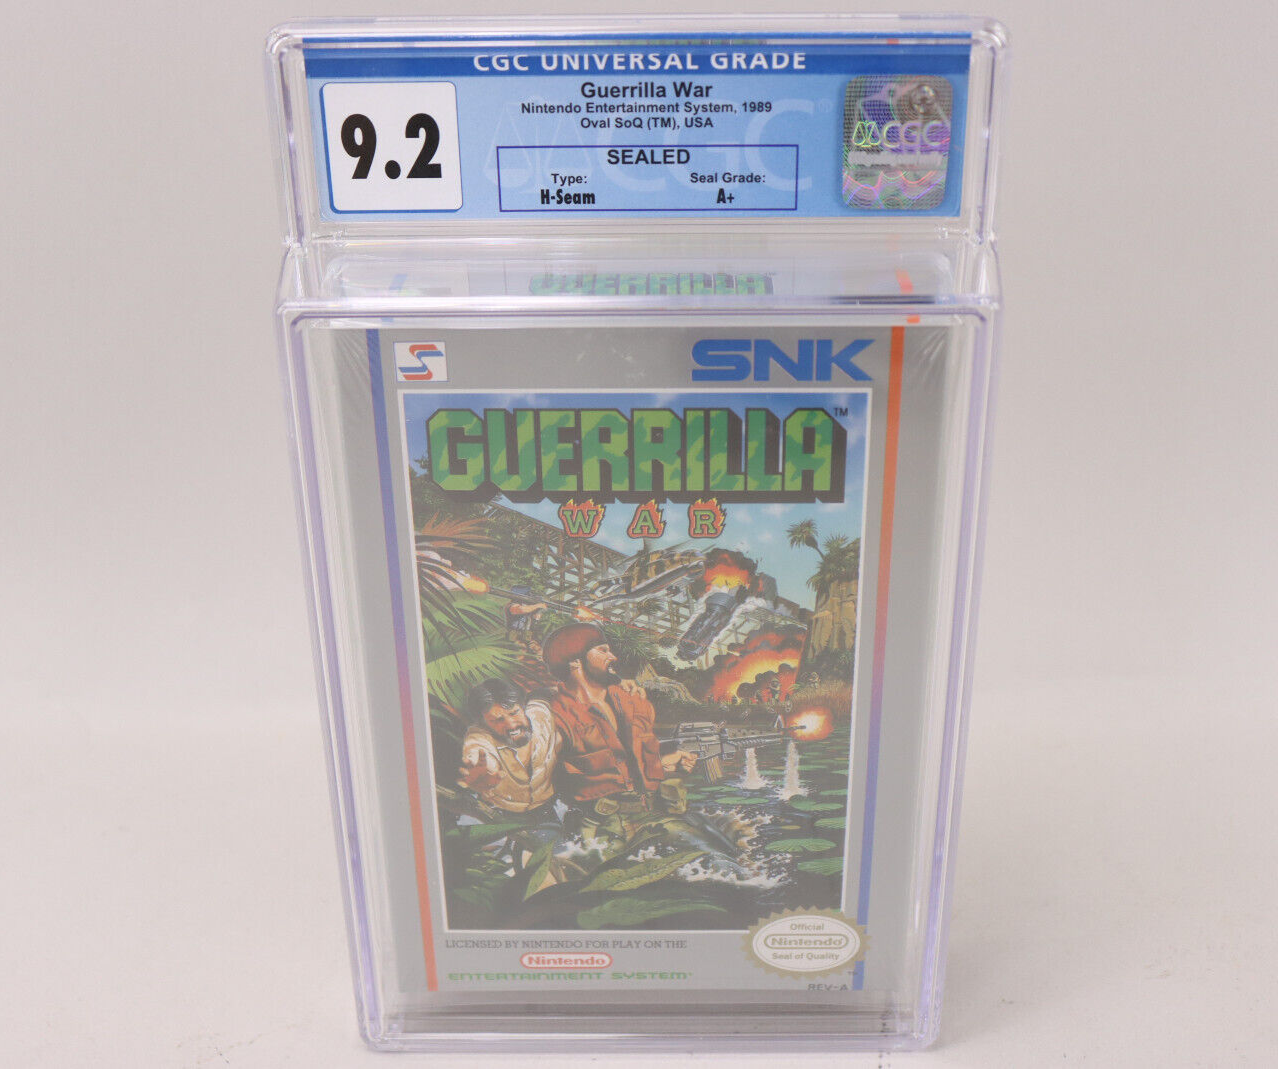 CGC UNIVERSAL GRADE
9.2
Guerrilla War
Nintendo Entertainment System, 1989
Oval SoQ (TM), USA
SEALED
Type:
Seal Grade:
H-Seam
A+
CGC
GUERRILLA
S
SNK
GUERRILLA™
WAR
LICENSED BY NINTENDO FOR PLAY ON THE
Nintendo
ENTERTAINMENT SYSTEM
Official
Nintendo
Seal of Quality
™
REV-A